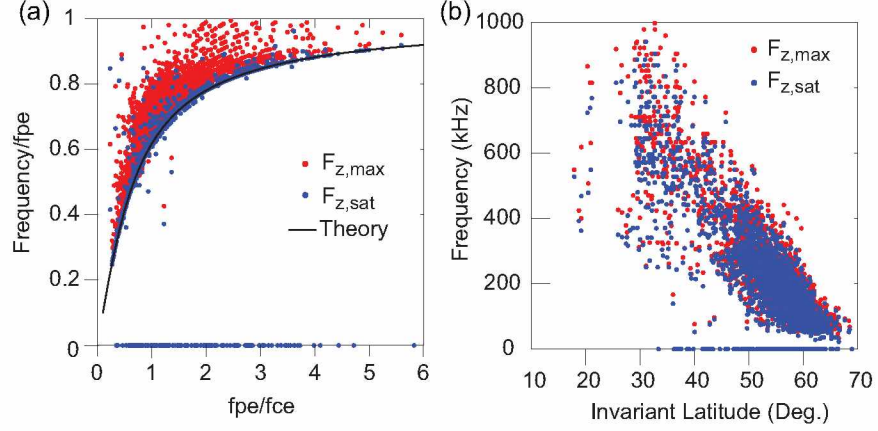 (a)
1
0.8
0.6
0.4
0.2
0
Frequency/fpe
Fz,max
Fz,sat
Theory
0 1 2 3 4 5 6
fpe/fce
(b)
1000
800
600
400
200
0
Frequency (kHz)
Fz,max
Fz,sat
10 20 30 40 50 60 70
Invariant Latitude (Deg.)